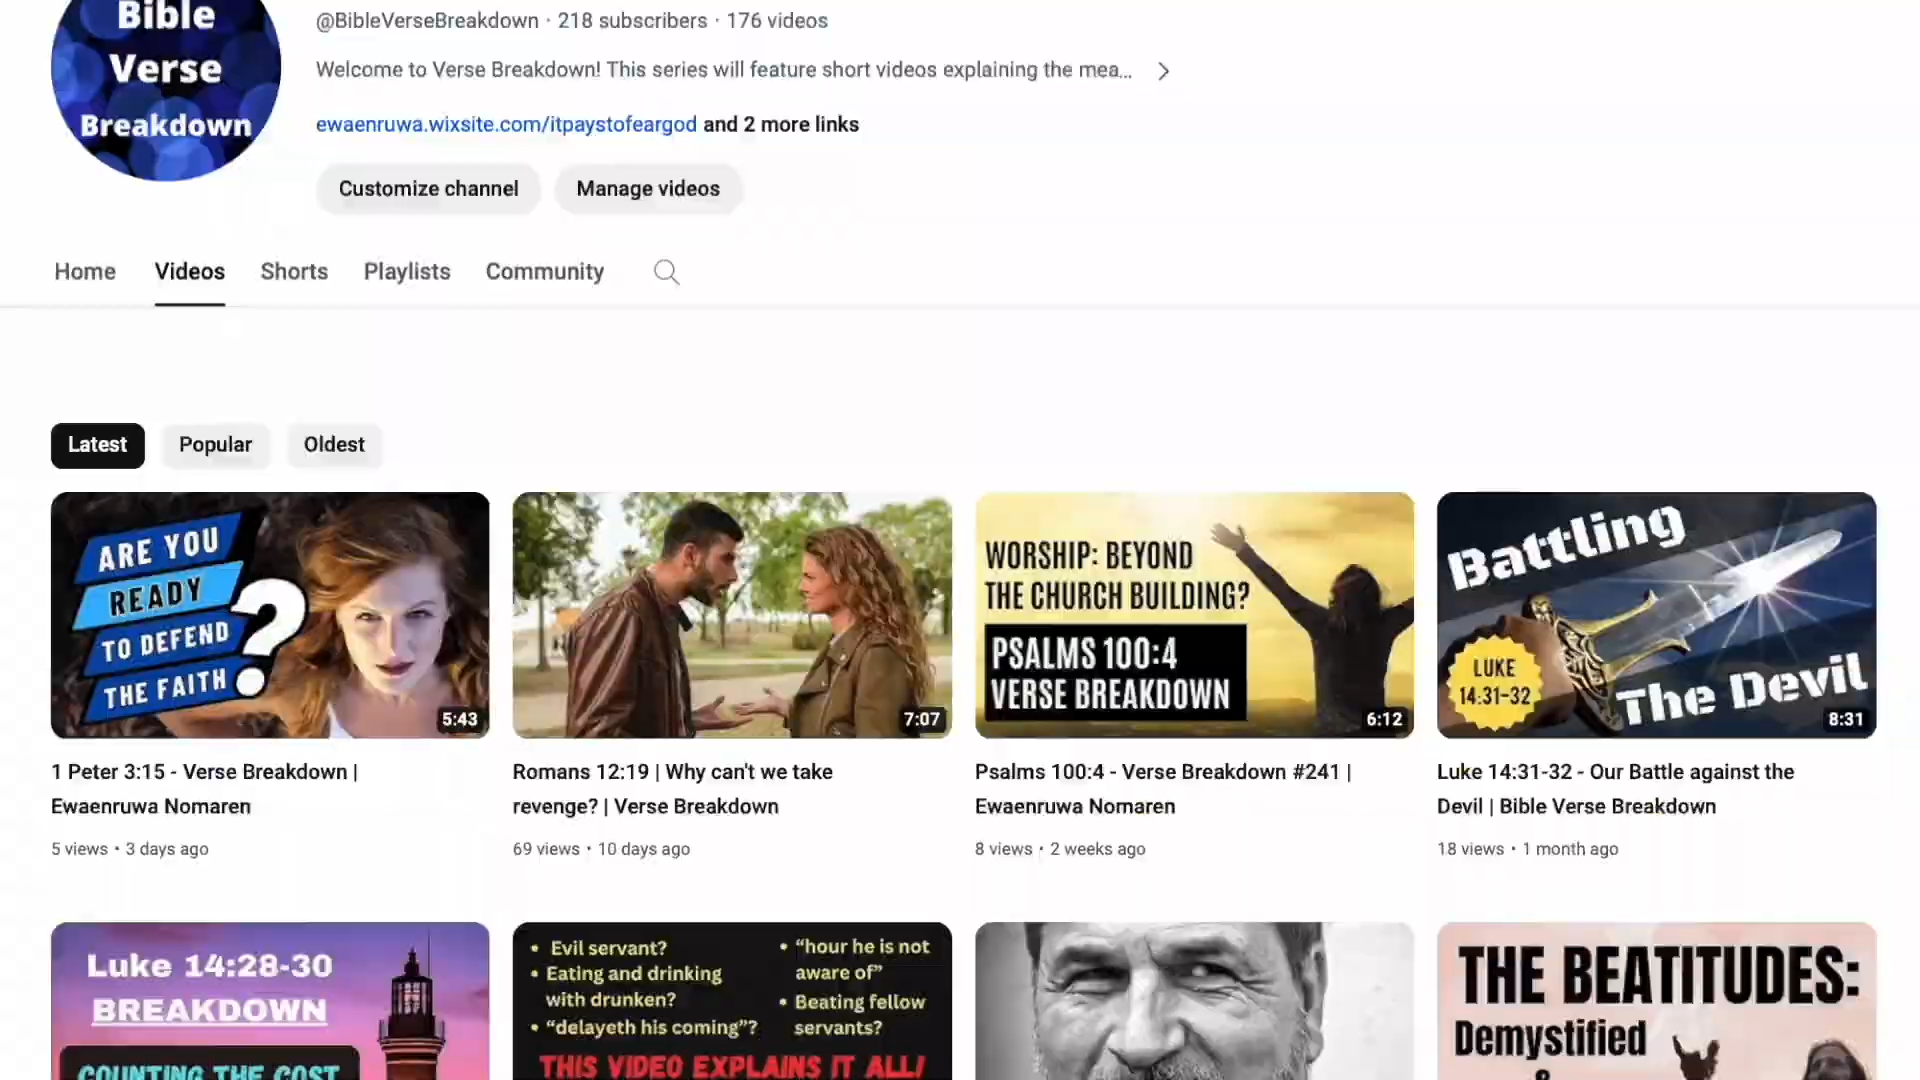 Bible
Verse
Breakdown
@BibleVerseBreakdown · 218 subscribers · 176 videos
Welcome to Verse Breakdown! This series will feature short videos explaining the mea...
ewaenruwa.wixsite.com/itpaystofeargod and 2 more links
Customize channel
Manage videos
Home
Videos
Shorts
Playlists
Community
Latest
Popular
Oldest
ARE YOU
READY
TO DEFEND
THE FAITH
?
5:43
7:07
WORSHIP: BEYOND
THE CHURCH BUILDING?
PSALMS 100:4
VERSE BREAKDOWN
6:12
Battling
The Devil
LUKE
14:31-32
8:31
1 Peter 3:15 - Verse Breakdown |
Ewaenruwa Nomaren
5 views · 3 days ago
Romans 12:19 | Why can't we take
revenge? | Verse Breakdown
69 views · 10 days ago
Psalms 100:4 - Verse Breakdown #241 |
Ewaenruwa Nomaren
8 views · 2 weeks ago
Luke 14:31-32 - Our Battle against the
Devil | Bible Verse Breakdown
18 views · 1 month ago
Luke 14:28-30
BREAKDOWN
COUNTING THE COST
• Evil servant?
• Eating and drinking
with drunken?
• “delayeth his coming”?
• “hour he is not
aware of”
• Beating fellow
servants?
THIS VIDEO EXPLAINS IT ALL!
THE BEATITUDES:
Demystified
&